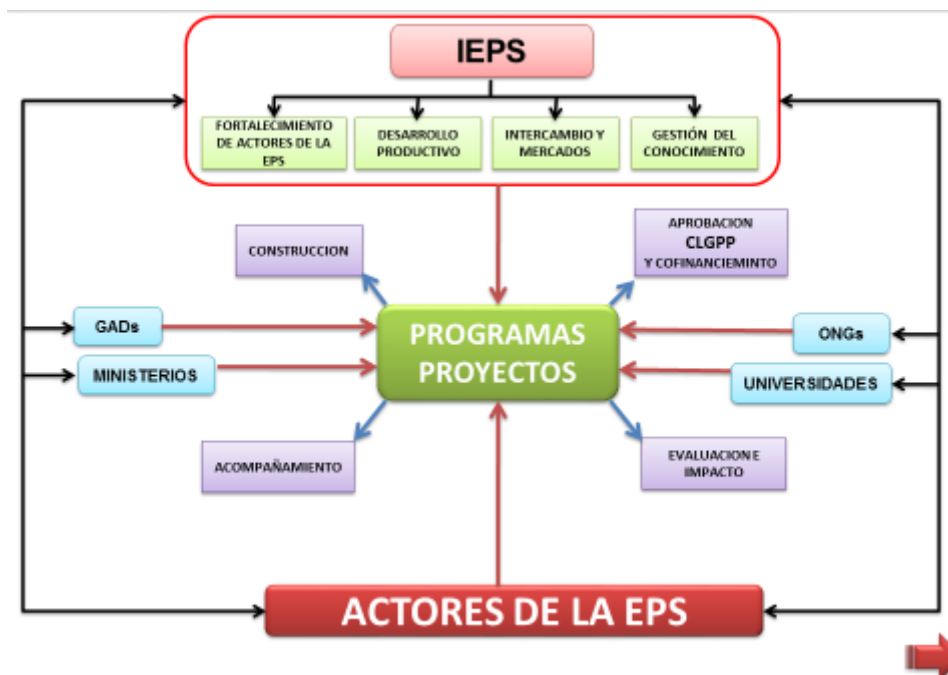 IEPS
FORTALECIMIENTO
DE ACTORES DE LA
EPS
DESARROLLO
PRODUCTIVO
INTERCAMBIO Y
MERCADOS
GESTIÓN DEL
CONOCIMIENTO
CONSTRUCCION
APROBACION
CLGPP
Y COFINANCIEMINTO
GADs
MINISTERIOS
PROGRAMAS
PROYECTOS
ONGs
UNIVERSIDADES
ACOMPAÑAMIENTO
EVALUACION E
IMPACTO
ACTORES DE LA EPS